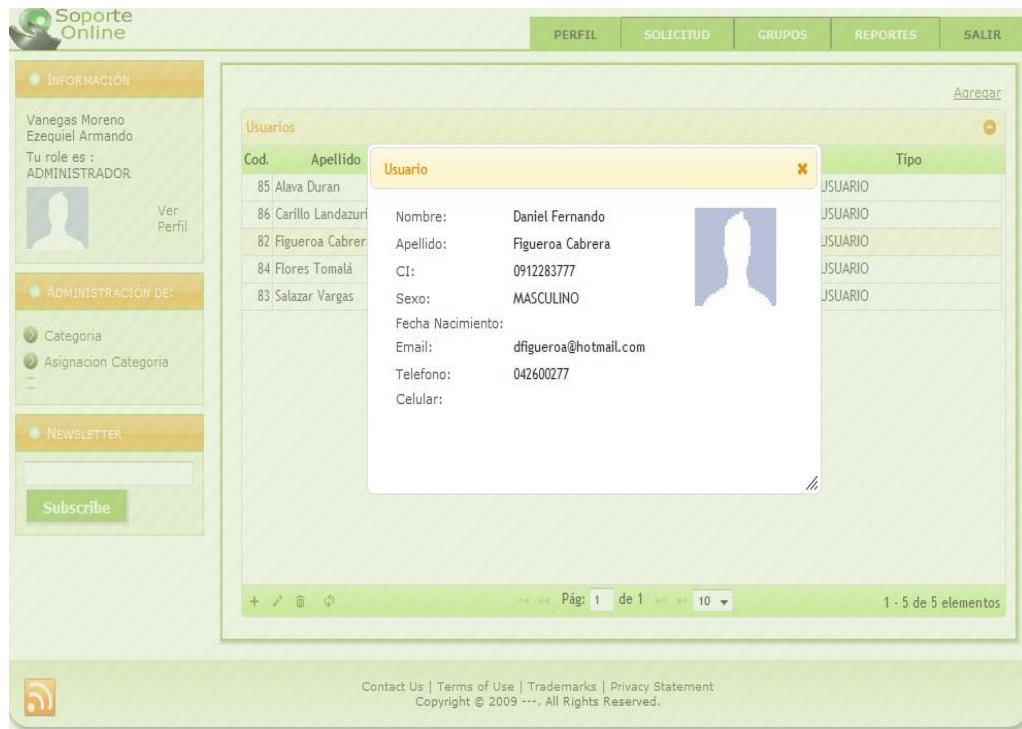 Soporte
Online
PERFIL SOLICITUD GRUPOS REPORTES SALIR
INFORMACIÓN
Vanegas Moreno
Ezequiel Armando
Tu role es :
ADMINISTRADOR
Ver
Perfil
ADMINISTRACIÓN DE:
Categoria
Asignacion Categoria
NEWSLETTER
Subscribe
Agregar
Usuarios
Cod. Apellido Tipo
85 Alava Duran USUARIO
86 Carillo Landazuri USUARIO
82 Figueroa Cabrer USUARIO
84 Flores Tomalá USUARIO
83 Salazar Vargas USUARIO
Usuario
Nombre: Daniel Fernando
Apellido: Figueroa Cabrera
CI: 0912283777
Sexo: MASCULINO
Fecha Nacimiento:
Email: dfigueroa@hotmail.com
Telefono: 042600277
Celular:
Pág: 1 de 1 10
1 - 5 de 5 elementos
Contact Us | Terms of Use | Trademarks | Privacy Statement
Copyright © 2009 ---. All Rights Reserved.